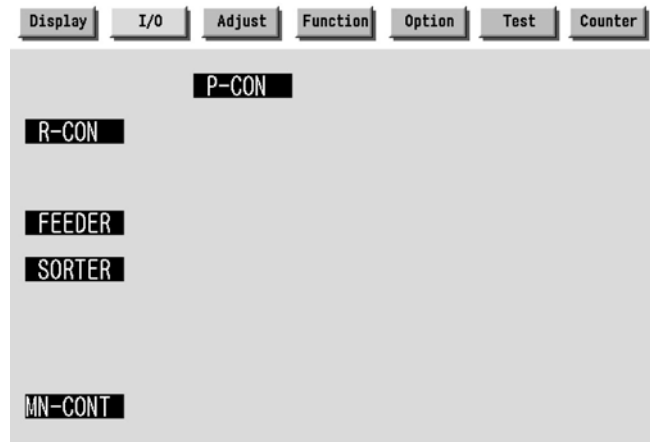 Display I/O Adjust Function Option Test Counter
P-CON
R-CON
FEEDER
SORTER
MN-CONT